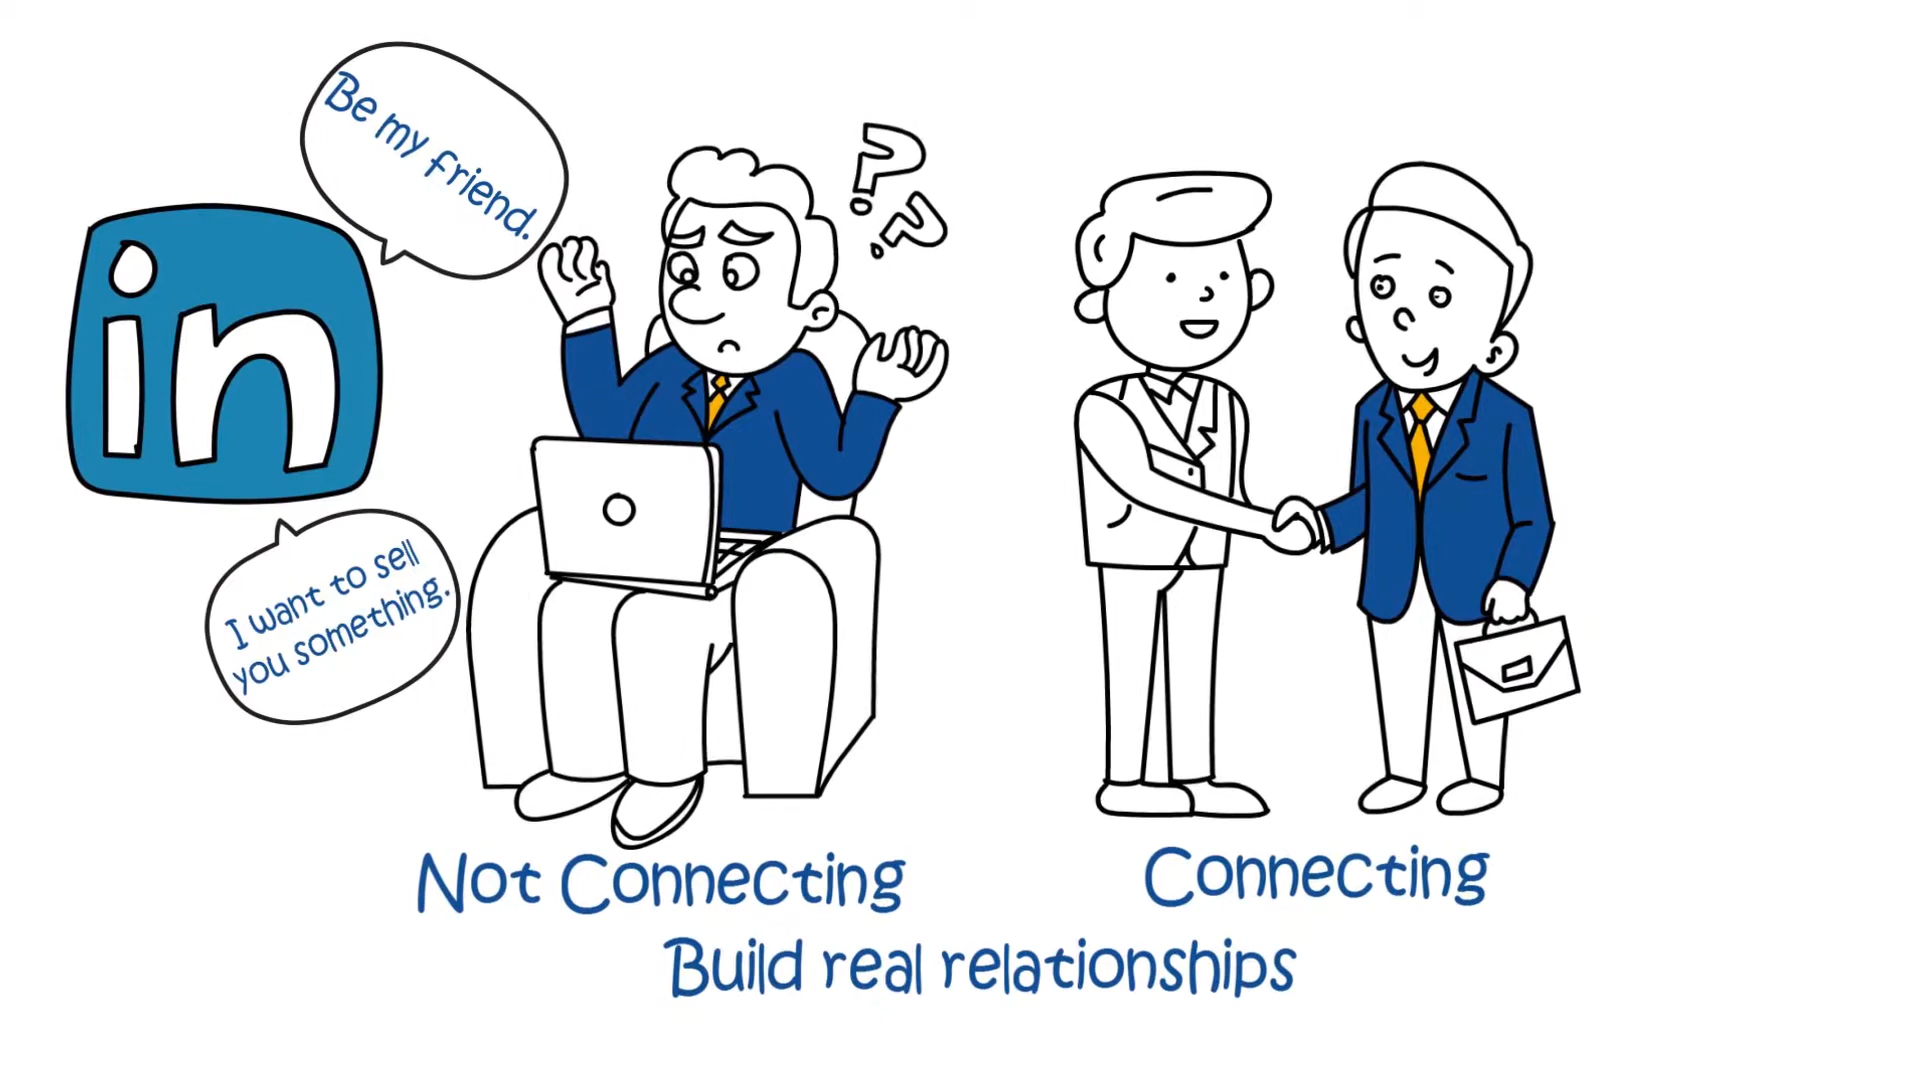 Be my friend.
in
I want to sell
you something.
??
Not Connecting
Connecting
Build real relationships